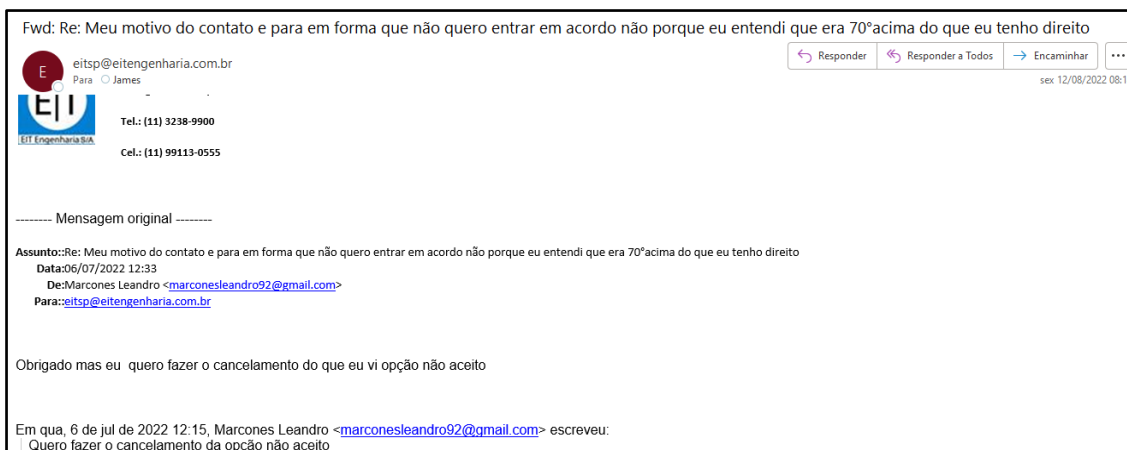 Fwd: Re: Meu motivo do contato e para em forma que não quero entrar em acordo não porque eu entendi que era 70°acima do que eu tenho direito
E
eitsp@eitengenharia.com.br
Para James
Responder
Responder a Todos
Encaminhar
sex 12/08/2022 08:1
EIT
EIT Engenharia S/A
Tel.: (11) 3238-9900
Cel.: (11) 99113-0555
-------- Mensagem original --------
Assunto::Re: Meu motivo do contato e para em forma que não quero entrar em acordo não porque eu entendi que era 70°acima do que eu tenho direito
Data:06/07/2022 12:33
De:Marcones Leandro <marconesleandro92@gmail.com>
Para::eitsp@eitengenharia.com.br
Obrigado mas eu quero fazer o cancelamento do que eu vi opção não aceito
Em qua, 6 de jul de 2022 12:15, Marcones Leandro <marconesleandro92@gmail.com> escreveu:
Quero fazer o cancelamento da opção não aceito